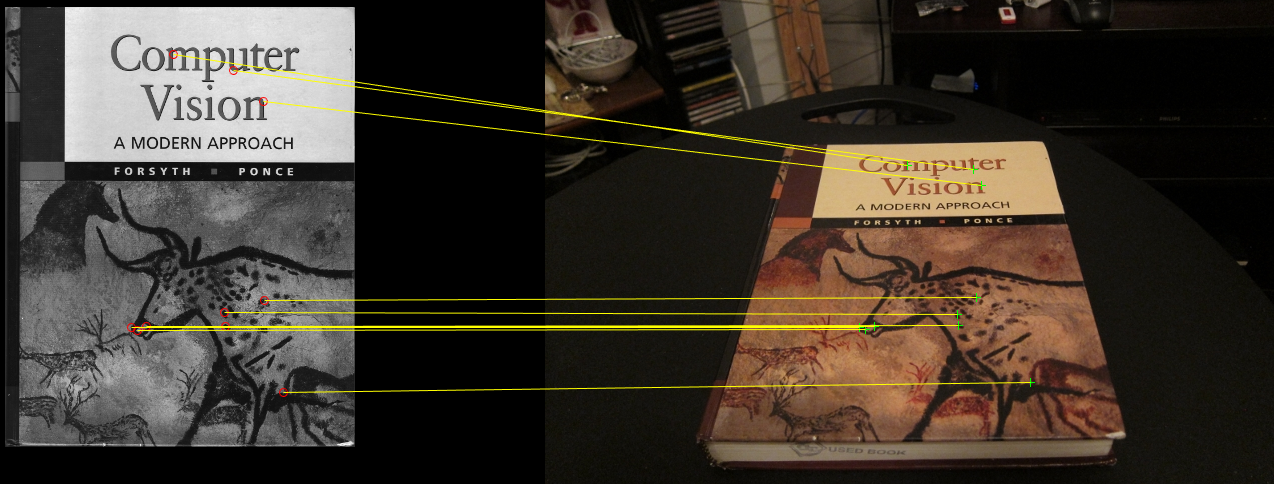 Computer
Vision
A MODERN APPROACH
FORSYTH ■ PONCE
Computer
Vision
A MODERN APPROACH
FORSYTH ■ PONCE
USED BOOK